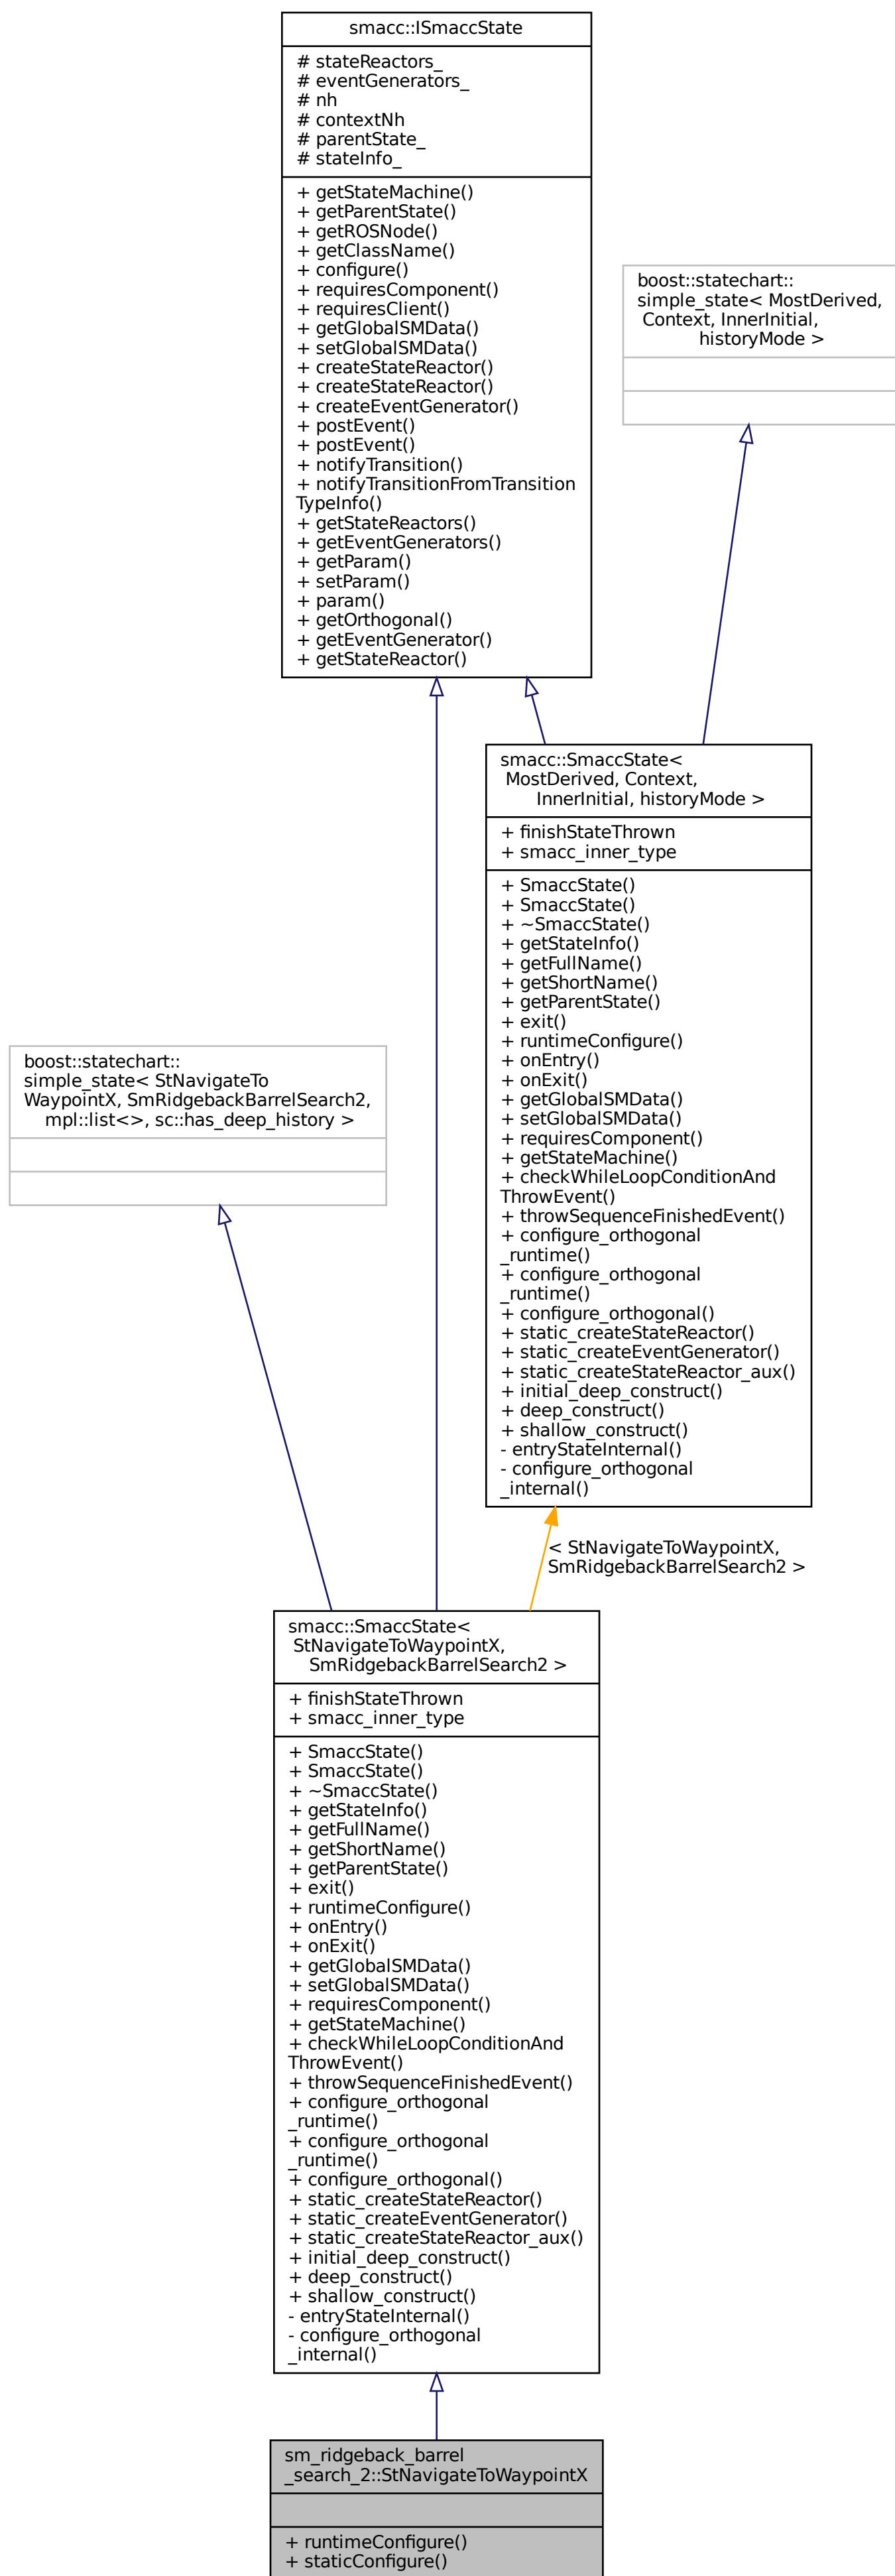 smacc::ISmaccState
# stateReactors_
# eventGenerators_
# nh
# contextNh
# parentState_
# stateInfo_
+ getStateMachine()
+ getParentState()
+ getROSNode()
+ getClassName()
+ configure()
+ requiresComponent()
+ requiresClient()
+ getGlobalSMData()
+ setGlobalSMData()
+ createStateReactor()
+ createStateReactor()
+ createEventGenerator()
+ postEvent()
+ postEvent()
+ notifyTransition()
+ notifyTransitionFromTransition
TypeInfo()
+ getStateReactors()
+ getEventGenerators()
+ getParam()
+ setParam()
+ param()
+ getOrthogonal()
+ getEventGenerator()
+ getStateReactor()
boost::statechart::
simple_state< MostDerived,
Context, InnerInitial,
historyMode >
smacc::SmaccState<
MostDerived, Context,
InnerInitial, historyMode >
+ finishStateThrown
+ smacc_inner_type
+ SmaccState()
+ SmaccState()
+ ~SmaccState()
+ getStateInfo()
+ getFullName()
+ getShortName()
+ getParentState()
+ exit()
+ runtimeConfigure()
+ onEntry()
+ onExit()
+ getGlobalSMData()
+ setGlobalSMData()
+ requiresComponent()
+ getStateMachine()
+ checkWhileLoopConditionAnd
ThrowEvent()
+ throwSequenceFinishedEvent()
+ configure_orthogonal
_runtime()
+ configure_orthogonal
_runtime()
+ configure_orthogonal()
+ static_createStateReactor()
+ static_createEventGenerator()
+ static_createStateReactor_aux()
+ initial_deep_construct()
+ deep_construct()
+ shallow_construct()
- entryStateInternal()
- configure_orthogonal
_internal()
boost::statechart::
simple_state< StNavigateTo
WaypointX, SmRidgebackBarrelSearch2,
mpl::list<>, sc::has_deep_history >
< StNavigateToWaypointX,
SmRidgebackBarrelSearch2 >
smacc::SmaccState<
StNavigateToWaypointX,
SmRidgebackBarrelSearch2 >
+ finishStateThrown
+ smacc_inner_type
+ SmaccState()
+ SmaccState()
+ ~SmaccState()
+ getStateInfo()
+ getFullName()
+ getShortName()
+ getParentState()
+ exit()
+ runtimeConfigure()
+ onEntry()
+ onExit()
+ getGlobalSMData()
+ setGlobalSMData()
+ requiresComponent()
+ getStateMachine()
+ checkWhileLoopConditionAnd
ThrowEvent()
+ throwSequenceFinishedEvent()
+ configure_orthogonal
_runtime()
+ configure_orthogonal
_runtime()
+ configure_orthogonal()
+ static_createStateReactor()
+ static_createEventGenerator()
+ static_createStateReactor_aux()
+ initial_deep_construct()
+ deep_construct()
+ shallow_construct()
- entryStateInternal()
- configure_orthogonal
_internal()
sm_ridgeback_barrel
_search_2::StNavigateToWaypointX
+ runtimeConfigure()
+ staticConfigure()